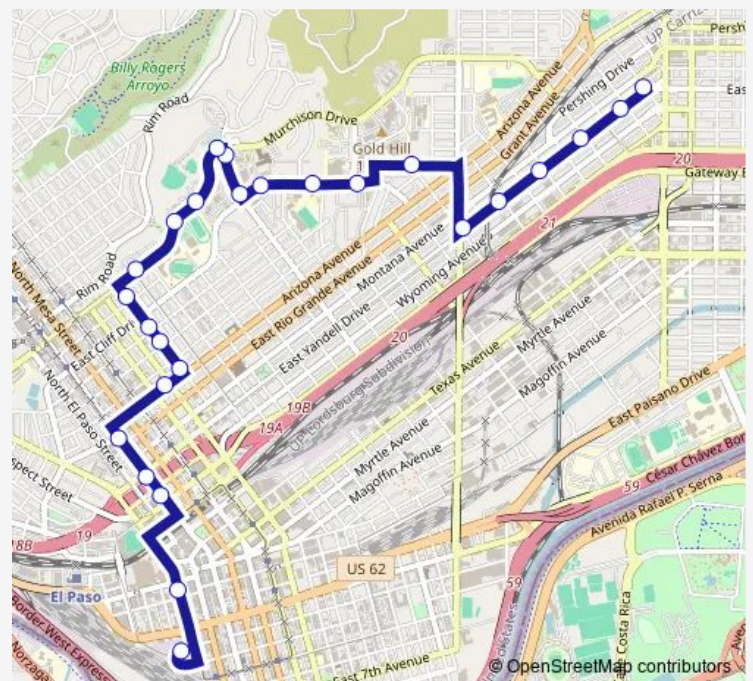 UP Carriz
Persh
Billy Rogers
Arroyo
Rim Road
Murchison Drive
Gold Hill
Arizona Avenue
Grant Avenue
Pershing Drive
Eas
20
Gateway E
21
Rim Road
North Mesa Street
Arizona Avenue
East Rio Grande Avenue
Montana Avenue
Wyoming Avenue
East Cliff Dri
East Yandell Drive
20
UP Lordsburg Subdivision
Texas Avenue
Myrtle Avenue
Magoffin Avenue
North El Paso Street
19B
19A
East Paisano Drive
spect Street
Myrtle Avenue
Magoffin Avenue
59
César Chávez Bor
Avenida Rafael P. Serna
19
18B
US 62
El Paso
59
Border West Express
Norzaga
East 7th Avenue
Costa Rica
© OpenStreetMap contributors